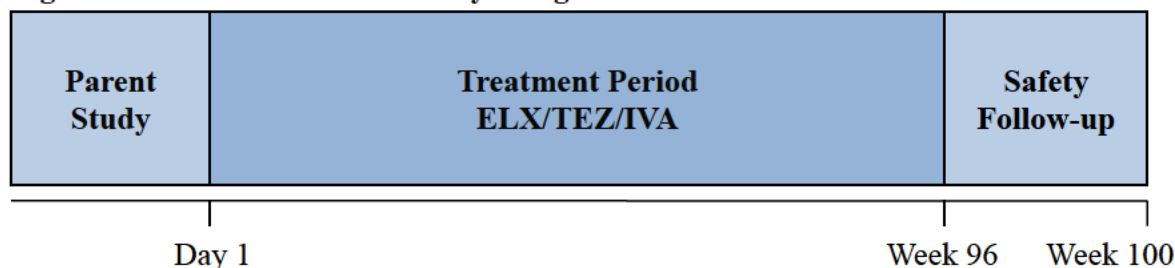 Parent
Study
Treatment Period
ELX/TEZ/IVA
Safety
Follow-up
Day 1
Week 96
Week 100